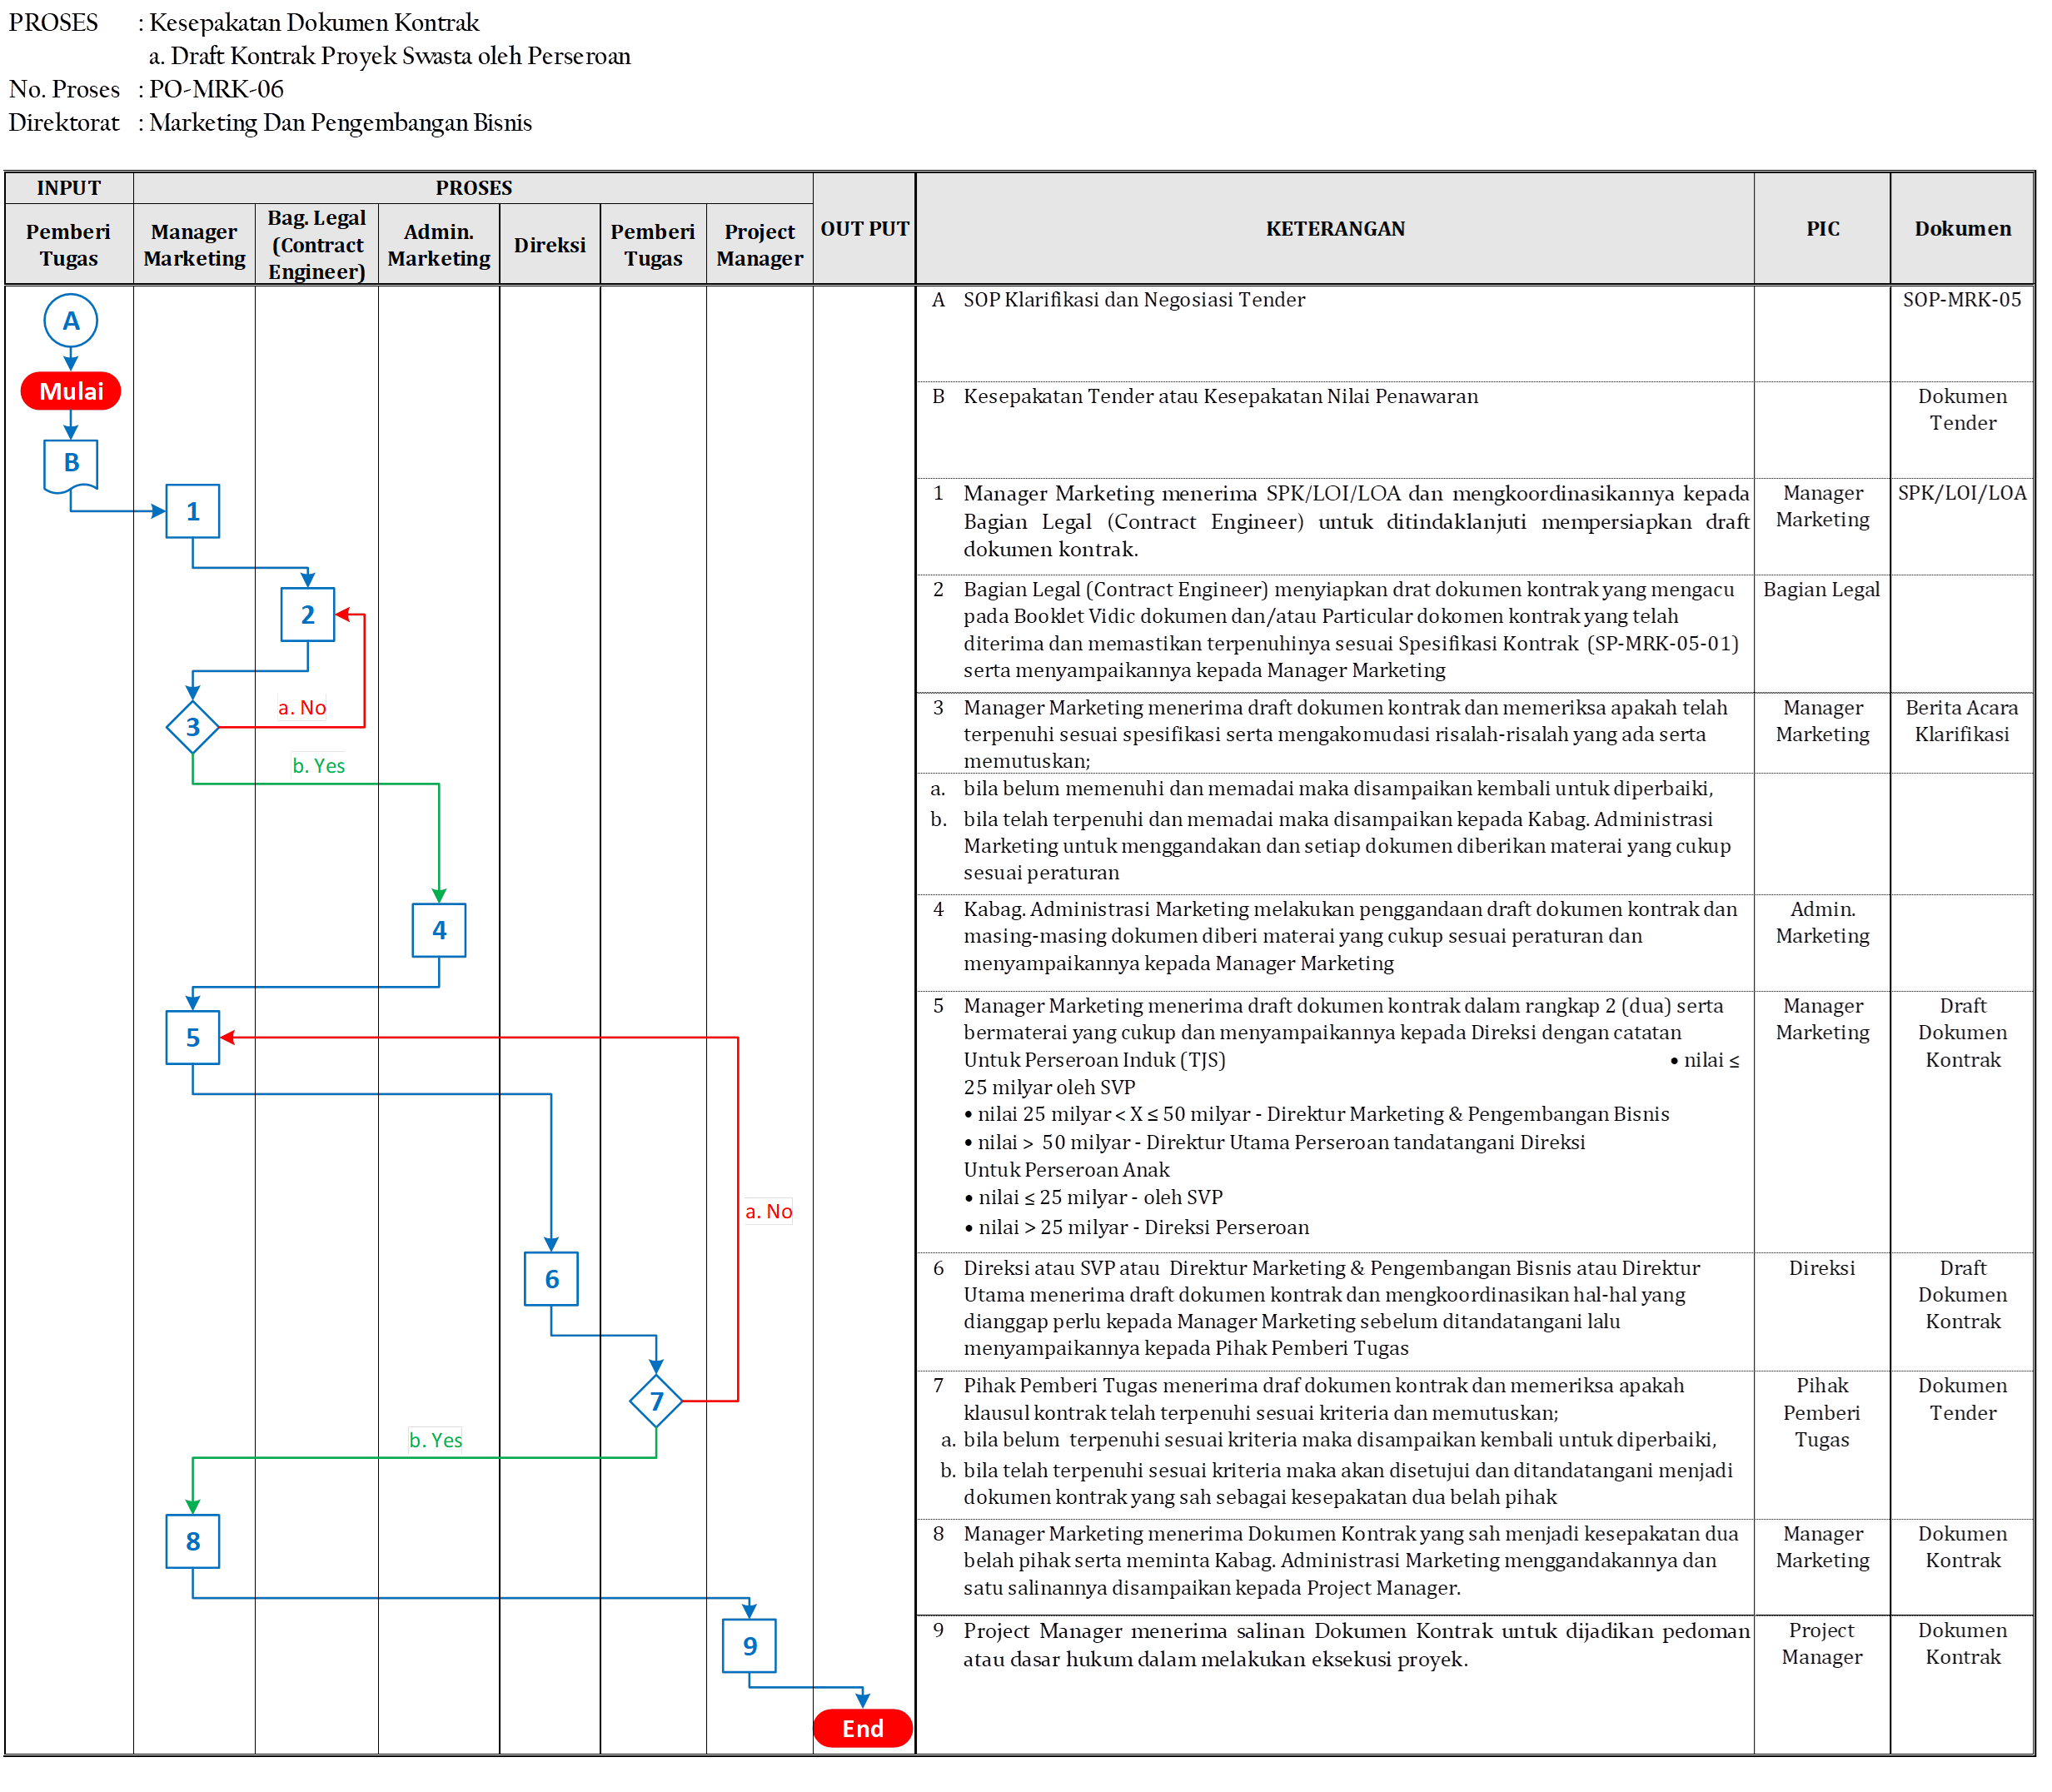 PROSES : Kesepakatan Dokumen Kontrak
a. Draft Kontrak Proyek Swasta oleh Perseroan
No. Proses : PO-MRK-06
Direktorat : Marketing Dan Pengembangan Bisnis
INPUT PROSES OUT PUT KETERANGAN PIC Dokumen
Pemberi Tugas
Manager Marketing
Bag. Legal (Contract Engineer)
Admin. Marketing
Direksi
Pemberi Tugas
Project Manager
A
Mulai
B
1
2
a. No
3
b. Yes
4
5
a. No
6
7
b. Yes
8
9
End
A SOP Klarifikasi dan Negosiasi Tender SOP-MRK-05
B Kesepakatan Tender atau Kesepakatan Nilai Penawaran Dokumen
Tender
1 Manager Marketing menerima SPK/LOI/LOA dan mengkoordinasikannya kepada Manager SPK/LOI/LOA
Bagian Legal (Contract Engineer) untuk ditindaklanjuti mempersiapkan draft Marketing
dokumen kontrak.
2 Bagian Legal (Contract Engineer) menyiapkan drat dokumen kontrak yang mengacu Bagian Legal
pada Booklet Vidic dokumen dan/atau Particular dokomen kontrak yang telah
diterima dan memastikan terpenuhinya sesuai Spesifikasi Kontrak (SP-MRK-05-01)
serta menyampaikannya kepada Manager Marketing
3 Manager Marketing menerima draft dokumen kontrak dan memeriksa apakah telah Manager Berita Acara
terpenuhi sesuai spesifikasi serta mengakomudasi risalah-risalah yang ada serta Marketing Klarifikasi
memutuskan;
a. bila belum memenuhi dan memadai maka disampaikan kembali untuk diperbaiki,
b. bila telah terpenuhi dan memadai maka disampaikan kepada Kabag. Administrasi
Marketing untuk menggandakan dan setiap dokumen diberikan materai yang cukup
sesuai peraturan
4 Kabag. Administrasi Marketing melakukan penggandaan draft dokumen kontrak dan Admin.
masing-masing dokumen diberi materai yang cukup sesuai peraturan dan Marketing
menyampaikannya kepada Manager Marketing
5 Manager Marketing menerima draft dokumen kontrak dalam rangkap 2 (dua) serta Manager Draft
bermaterai yang cukup dan menyampaikannya kepada Direksi dengan catatan Marketing Dokumen
Untuk Perseroan Induk (TJS) • nilai ≤ Kontrak
25 milyar oleh SVP
• nilai 25 milyar < X ≤ 50 milyar - Direktur Marketing & Pengembangan Bisnis
• nilai > 50 milyar - Direktur Utama Perseroan tandatangani Direksi
Untuk Perseroan Anak
• nilai ≤ 25 milyar - oleh SVP
• nilai > 25 milyar - Direksi Perseroan
6 Direksi atau SVP atau Direktur Marketing & Pengembangan Bisnis atau Direktur Direksi Draft
Utama menerima draft dokumen kontrak dan mengkoordinasikan hal-hal yang Dokumen
dianggap perlu kepada Manager Marketing sebelum ditandatangani lalu Kontrak
menyampaikannya kepada Pihak Pemberi Tugas
7 Pihak Pemberi Tugas menerima draf dokumen kontrak dan memeriksa apakah Pihak Dokumen
klausul kontrak telah terpenuhi sesuai kriteria dan memutuskan; Pemberi Tender
a. bila belum terpenuhi sesuai kriteria maka disampaikan kembali untuk diperbaiki, Tugas
b. bila telah terpenuhi sesuai kriteria maka akan disetujui dan ditandatangani menjadi
dokumen kontrak yang sah sebagai kesepakatan dua belah pihak
8 Manager Marketing menerima Dokumen Kontrak yang sah menjadi kesepakatan dua Manager Dokumen
belah pihak serta meminta Kabag. Administrasi Marketing menggandakannya dan Marketing Kontrak
satu salinannya disampaikan kepada Project Manager.
9 Project Manager menerima salinan Dokumen Kontrak untuk dijadikan pedoman Project Dokumen
atau dasar hukum dalam melakukan eksekusi proyek. Manager Kontrak